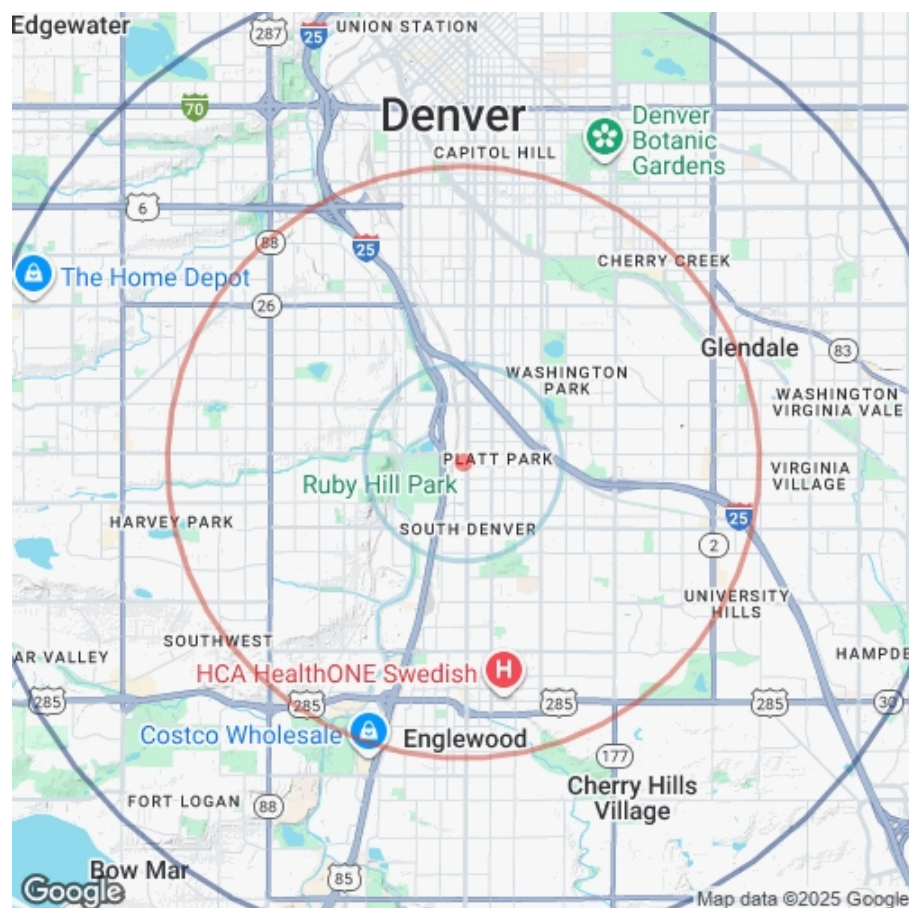 Edgewater
287
25
UNION STATION
70
Denver
Denver
Botanic
Gardens
CAPITOL HILL
6
88
25
CHERRY CREEK
The Home Depot
26
Glendale
83
WASHINGTON
PARK
WASHINGTON
VIRGINIA VALE
PLATT PARK
VIRGINIA
VILLAGE
Ruby Hill Park
HARVEY PARK
SOUTH DENVER
25
2
UNIVERSITY
HILLS
SOUTHWEST
AR VALLEY
HAMPDE
HCA HealthONE Swedish
H
285
285
285
285
30
Costco Wholesale
Englewood
177
Cherry Hills
Village
FORT LOGAN
88
Bow Mar
85
Google
Map data ©2025 Google